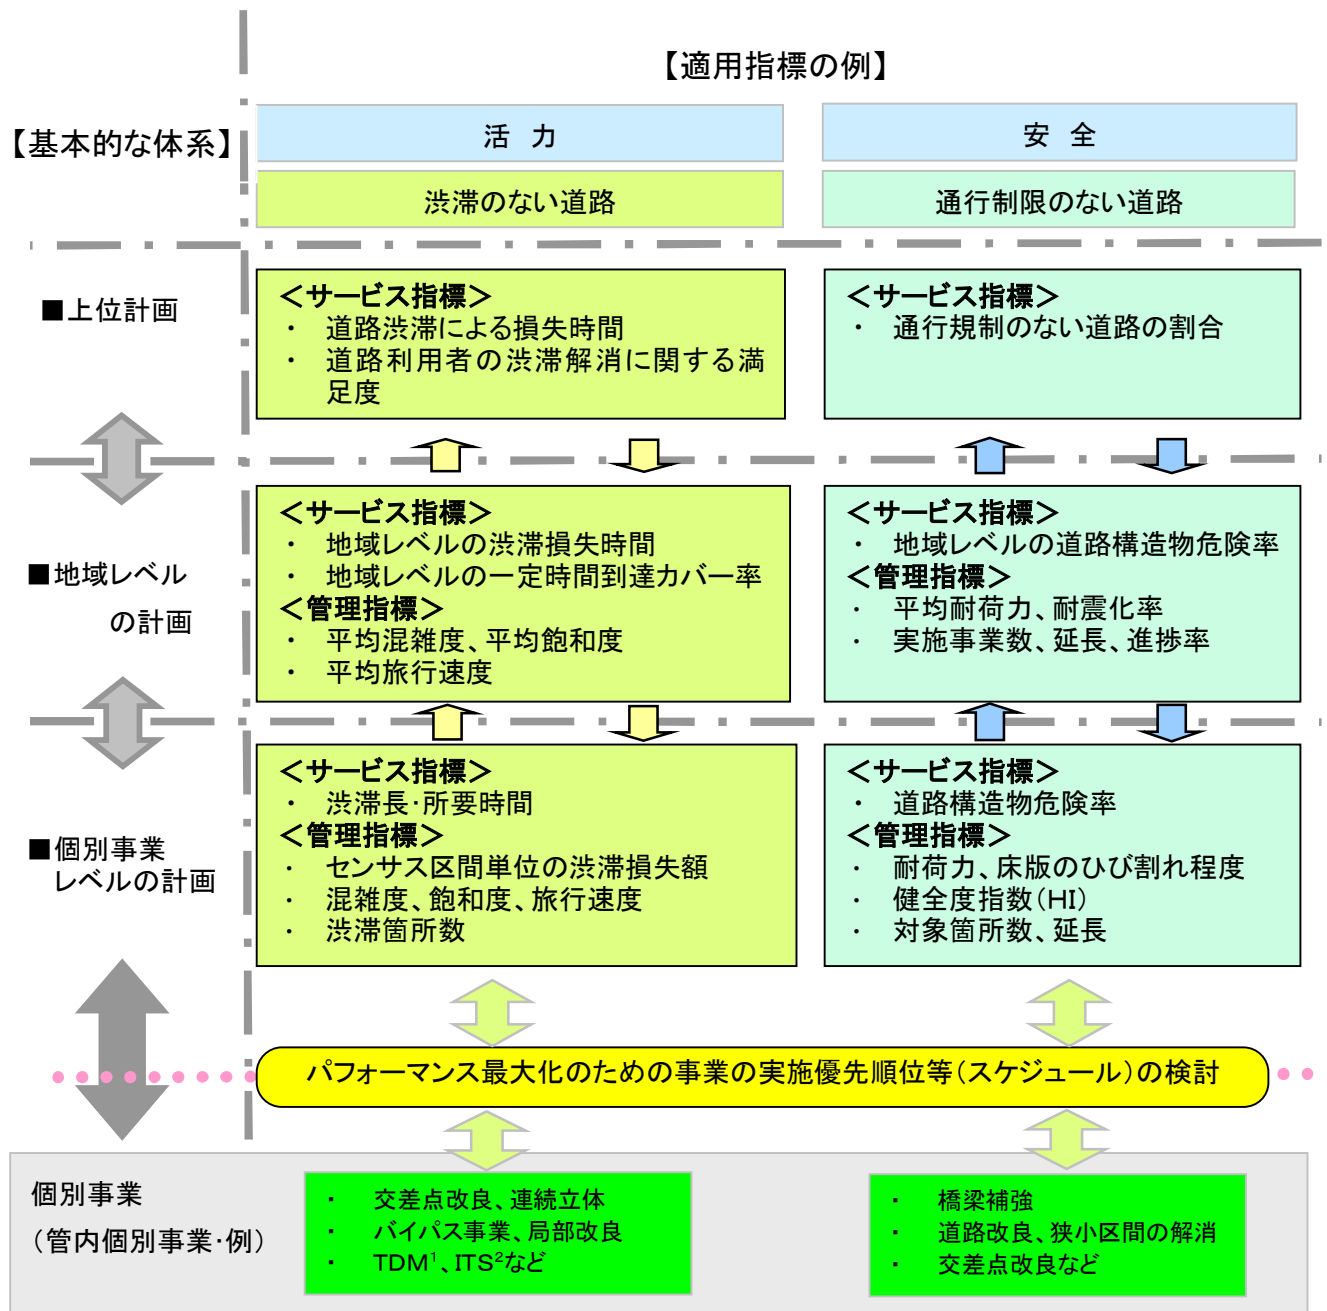 【適用指標の例】
【基本的な体系】
活 力
安 全
渋滞のない道路
通行制限のない道路
■上位計画
＜サービス指標＞
・ 道路渋滞による損失時間
・ 道路利用者の渋滞解消に関する満
足度
＜サービス指標＞
・ 通行規制のない道路の割合
■地域レベル
の計画
＜サービス指標＞
・ 地域レベルの渋滞損失時間
・ 地域レベルの一定時間到達カバー率
＜管理指標＞
・ 平均混雑度、平均飽和度
・ 平均旅行速度
＜サービス指標＞
・ 地域レベルの道路構造物危険率
＜管理指標＞
・ 平均耐荷力、耐震化率
・ 実施事業数、延長、進捗率
■個別事業
レベルの計画
＜サービス指標＞
・ 渋滞長・所要時間
＜管理指標＞
・ センサス区間単位の渋滞損失額
・ 混雑度、飽和度、旅行速度
・ 渋滞箇所数
＜サービス指標＞
・ 道路構造物危険率
＜管理指標＞
・ 耐荷力、床版のひび割れ程度
・ 健全度指数（HI）
・ 対象箇所数、延長
パフォーマンス最大化のための事業の実施優先順位等（スケジュール）の検討
個別事業
（管内個別事業・例）
・ 交差点改良、連続立体
・ バイパス事業、局部改良
・ TDM¹、ITS²など
・ 橋梁補強
・ 道路改良、狭小区間の解消
・ 交差点改良など